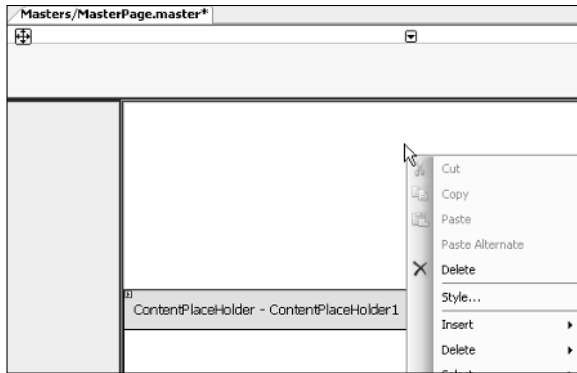 Masters/MasterPage.master*
Cut
Copy
Paste
Paste Alternate
Delete
Style...
ContentPlaceHolder - ContentPlaceHolder1
Insert
Delete